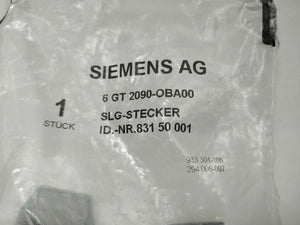 SIEMENS AG
6 GT 2090-OBA00
1
STÜCK
SLG-STECKER
ID.-NR.831 50 001
933 301-106
264 006-007